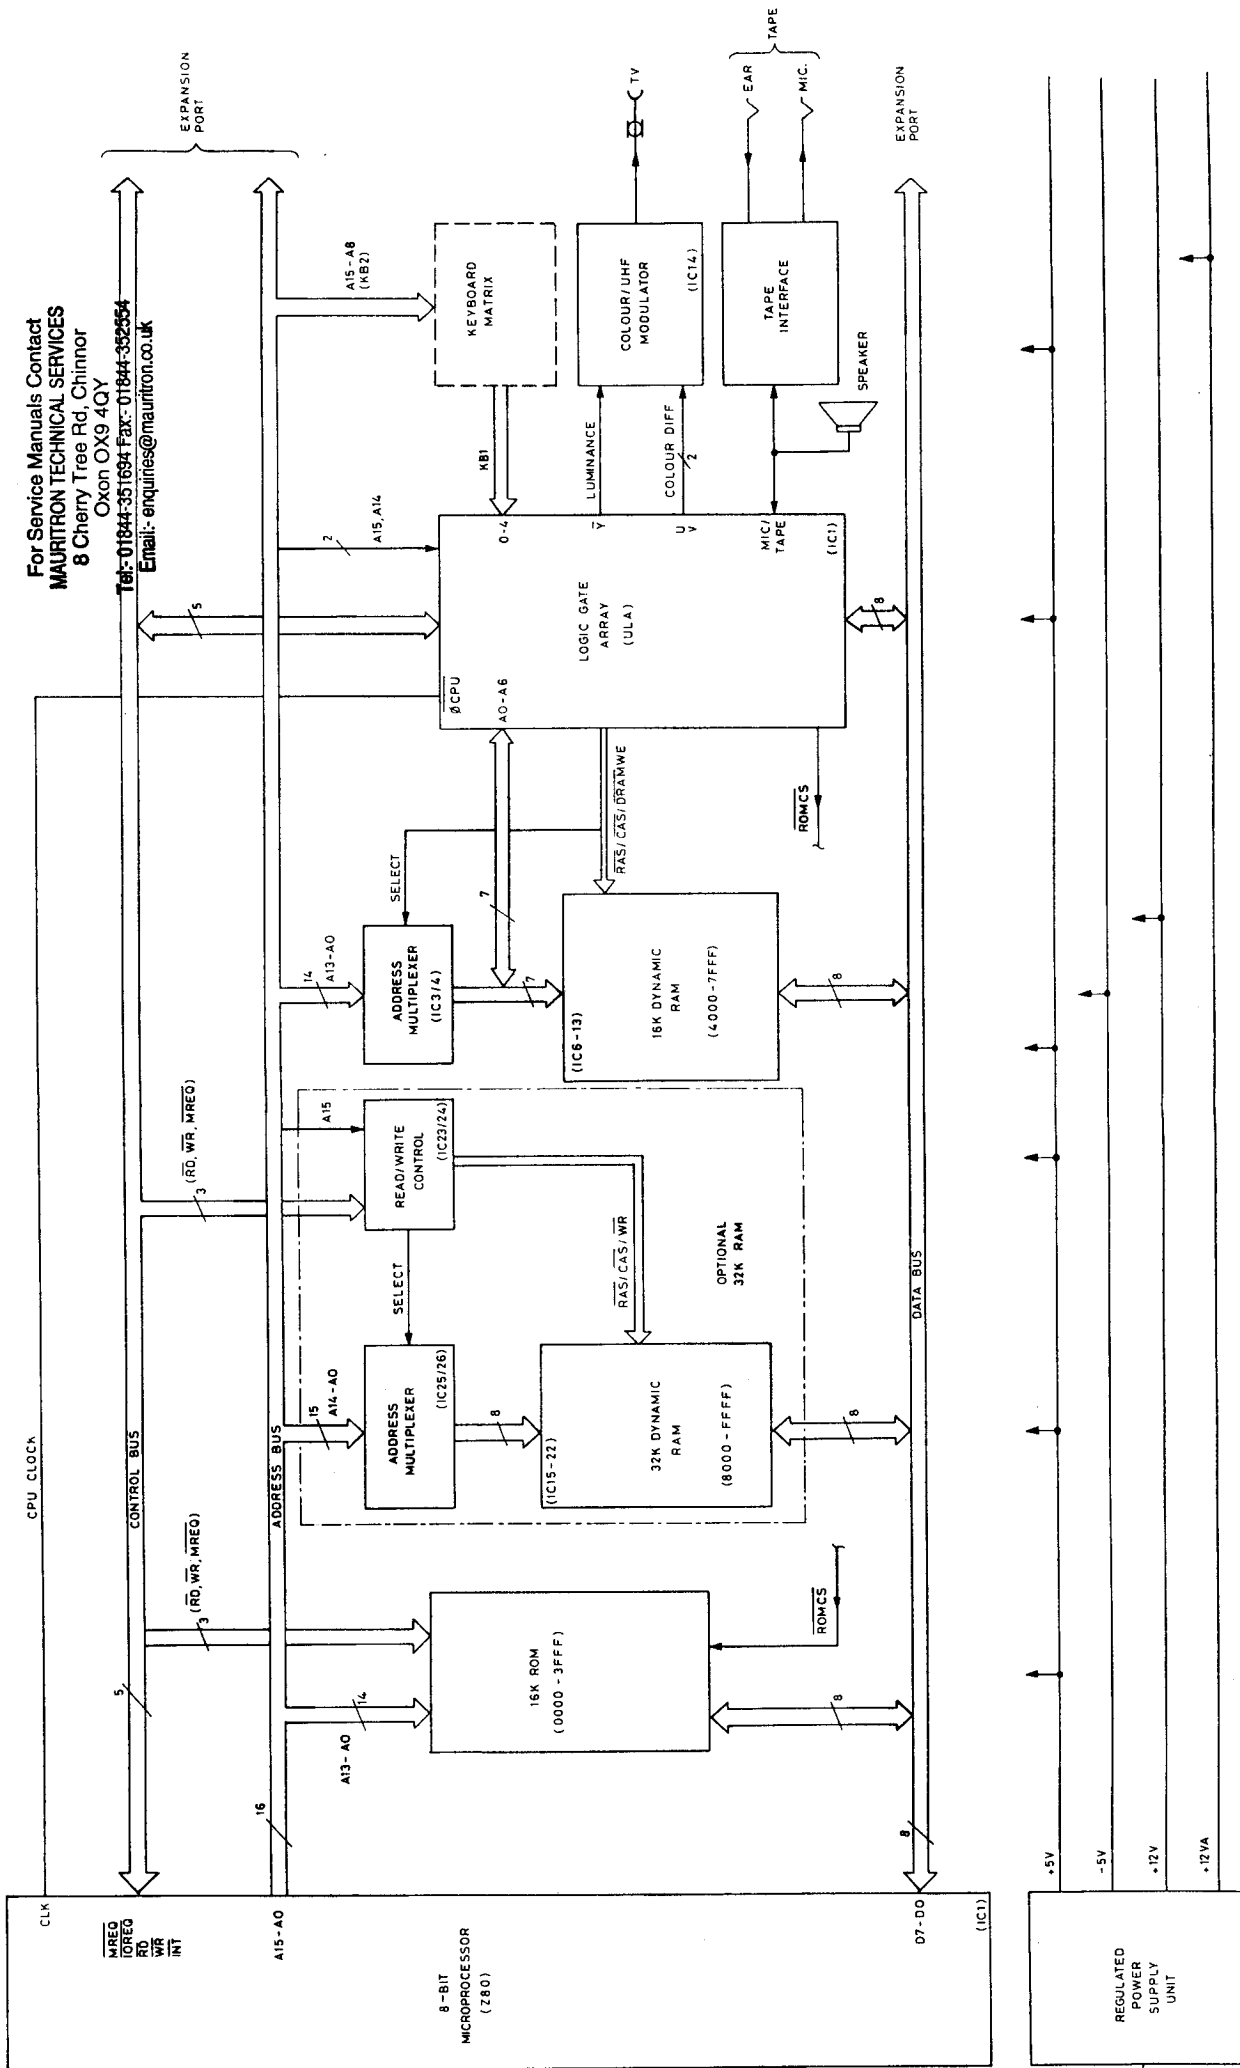 For Service Manuals Contact
MAURITRON TECHNICAL SERVICES
8 Cherry Tree Rd, Chinnor
Oxon OX9 4QY
Tel:- 01844-351694 Fax:- 01844-352554
Email:- enquiries@mauritron.co.uk
CPU CLOCK
CONTROL BUS
ADDRESS BUS
DATA BUS
EXPANSION
PORT
EXPANSION
PORT
CLK
MREQ
IOREQ
RD
WR
INT
A15-A0
8-BIT
MICROPROCESSOR
(Z80)
D7-D0
(IC1)
5
16
8
3
(RD, WR, MREQ)
A13-A0
14
16K ROM
(0000-3FFF)
8
ROMCS
3
(RD, WR, MREQ)
15
A14-A0
ADDRESS
MULTIPLEXER
(IC25/26)
SELECT
A15
READ/WRITE
CONTROL
(IC23/24)
8
RAS/CAS/WR
(IC15-22)
32K DYNAMIC
RAM
(8000-FFFF)
8
OPTIONAL
32K RAM
14
A13-A0
ADDRESS
MULTIPLEXER
(IC3/4)
SELECT
7
7
RAS/CAS/DRAMWE
(IC6-13)
16K DYNAMIC
RAM
(4000-7FFF)
8
ROMCS
5
2
A15,A14
ØCPU
A0-A6
LOGIC GATE
ARRAY
(ULA)
0-4
Y
U
V
MIC/
TAPE
(IC1)
8
KB1
A15-A8
(KB2)
KEYBOARD
MATRIX
LUMINANCE
COLOUR DIFF
2
COLOUR/UHF
MODULATOR
(IC14)
TV
TAPE
INTERFACE
SPEAKER
EAR
MIC.
TAPE
REGULATED
POWER
SUPPLY
UNIT
+5V
-5V
+12V
+12VA